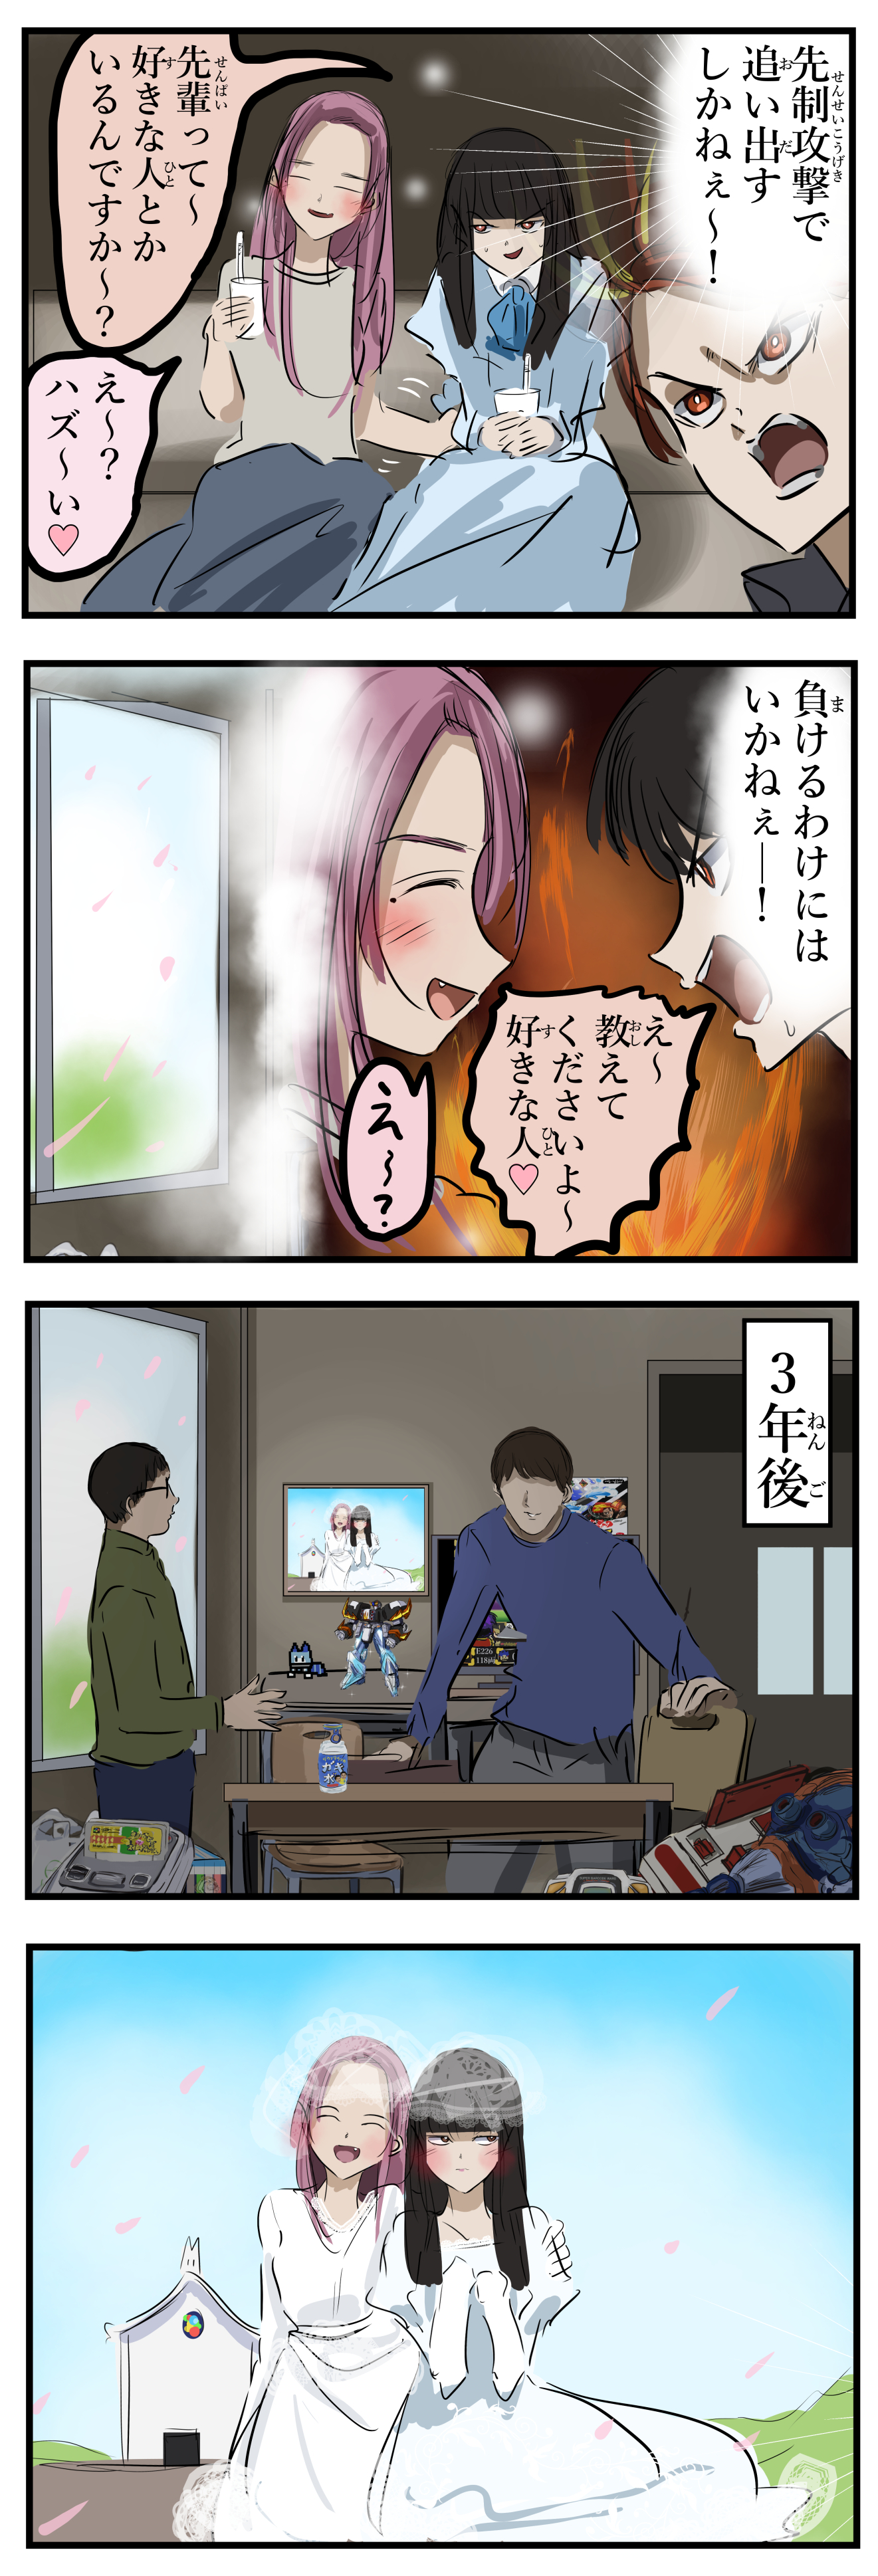 先制攻撃で
追い出す
しかねぇ〜！
先輩って〜
好きな人とか
いるんですか〜？
え〜？
ハズ〜い♡
負けるわけには
いかねぇ―！
え〜
教えて
くださいよ〜
好きな人♡
え〜？
3年後
E226
118